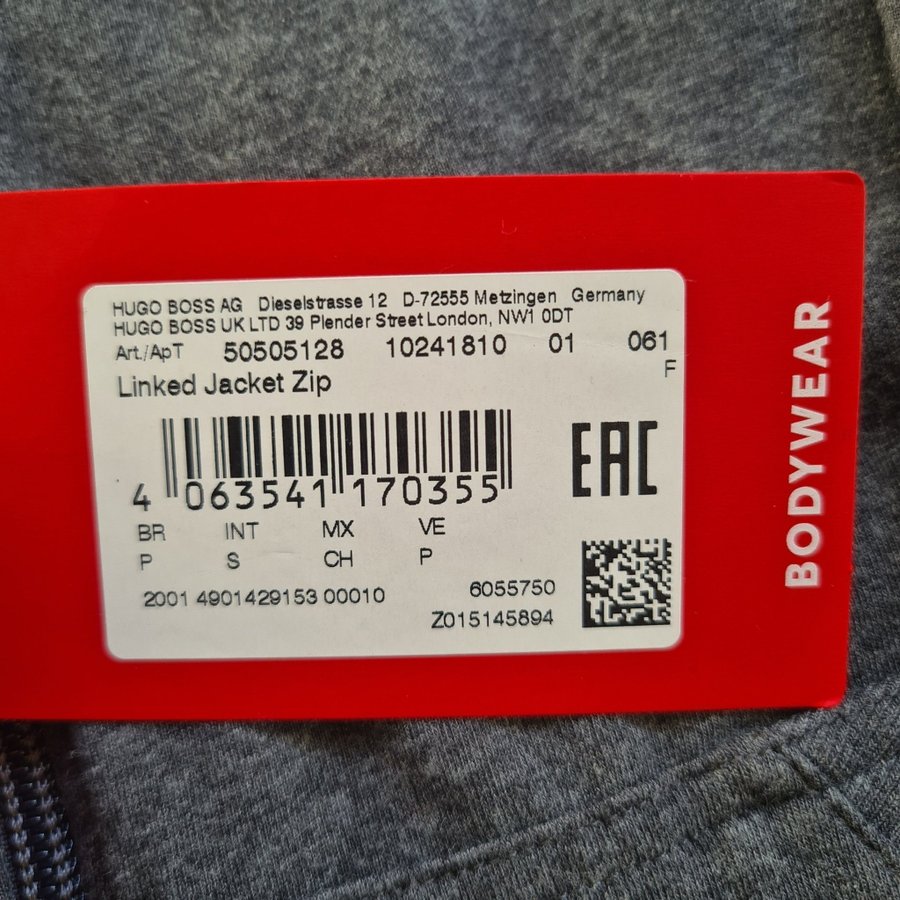 HUGO BOSS AG Dieselstrasse 12 D-72555 Metzingen Germany
HUGO BOSS UK LTD 39 Plender Street London, NW1 0DT
Art./АрТ 50505128 10241810 01 061
F
Linked Jacket Zip
EAC
4 063541 170355
BR INT MX VE
P S CH P
2001 4901429153 00010 6055750
Z015145894
BODYWEAR